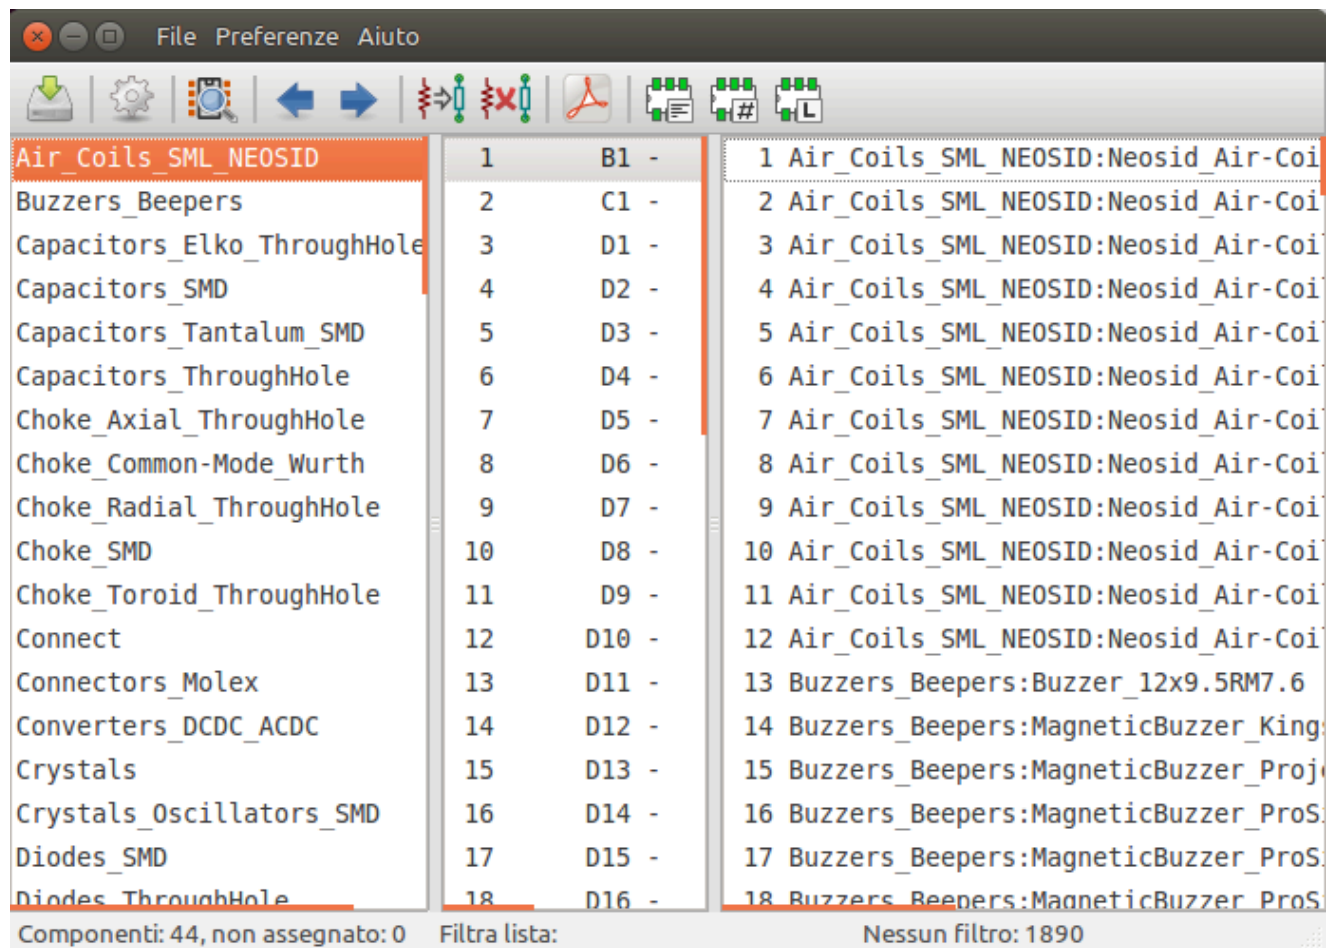 File Preferenze Aiuto
Air_Coils_SML_NEOSID
Buzzers_Beepers
Capacitors_Elko_ThroughHole
Capacitors_SMD
Capacitors_Tantalum_SMD
Capacitors_ThroughHole
Choke_Axial_ThroughHole
Choke_Common-Mode_Wurth
Choke_Radial_ThroughHole
Choke_SMD
Choke_Toroid_ThroughHole
Connect
Connectors_Molex
Converters_DCDC_ACDC
Crystals
Crystals_Oscillators_SMD
Diodes_SMD
Diodes_ThroughHole
1 B1 -
2 C1 -
3 D1 -
4 D2 -
5 D3 -
6 D4 -
7 D5 -
8 D6 -
9 D7 -
10 D8 -
11 D9 -
12 D10 -
13 D11 -
14 D12 -
15 D13 -
16 D14 -
17 D15 -
18 D16 -
1 Air_Coils_SML_NEOSID:Neosid_Air-Coi
2 Air_Coils_SML_NEOSID:Neosid_Air-Coi
3 Air_Coils_SML_NEOSID:Neosid_Air-Coi
4 Air_Coils_SML_NEOSID:Neosid_Air-Coi
5 Air_Coils_SML_NEOSID:Neosid_Air-Coi
6 Air_Coils_SML_NEOSID:Neosid_Air-Coi
7 Air_Coils_SML_NEOSID:Neosid_Air-Coi
8 Air_Coils_SML_NEOSID:Neosid_Air-Coi
9 Air_Coils_SML_NEOSID:Neosid_Air-Coi
10 Air_Coils_SML_NEOSID:Neosid_Air-Coi
11 Air_Coils_SML_NEOSID:Neosid_Air-Coi
12 Air_Coils_SML_NEOSID:Neosid_Air-Coi
13 Buzzers_Beepers:Buzzer_12x9.5RM7.6
14 Buzzers_Beepers:MagneticBuzzer_King
15 Buzzers_Beepers:MagneticBuzzer_Proj
16 Buzzers_Beepers:MagneticBuzzer_ProS
17 Buzzers_Beepers:MagneticBuzzer_ProS
18 Buzzers_Beepers:MagneticBuzzer_ProS
Componenti: 44, non assegnato: 0 Filtra lista: Nessun filtro: 1890